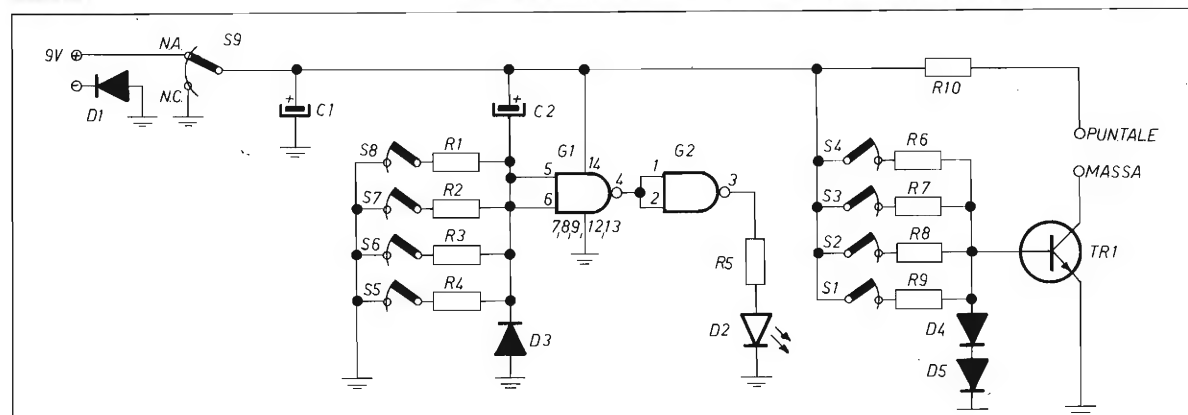 9V
N.A.
S9
N.C.
D1
C1
C2
S8
R1
S7
R2
S6
R3
S5
R4
5
6
G1
14
4
7,8,9, 12,13
1
2
G2
3
R5
D2
D3
R10
S4
R6
S3
R7
S2
R8
S1
R9
D4
D5
PUNTALE
MASSA
TR1